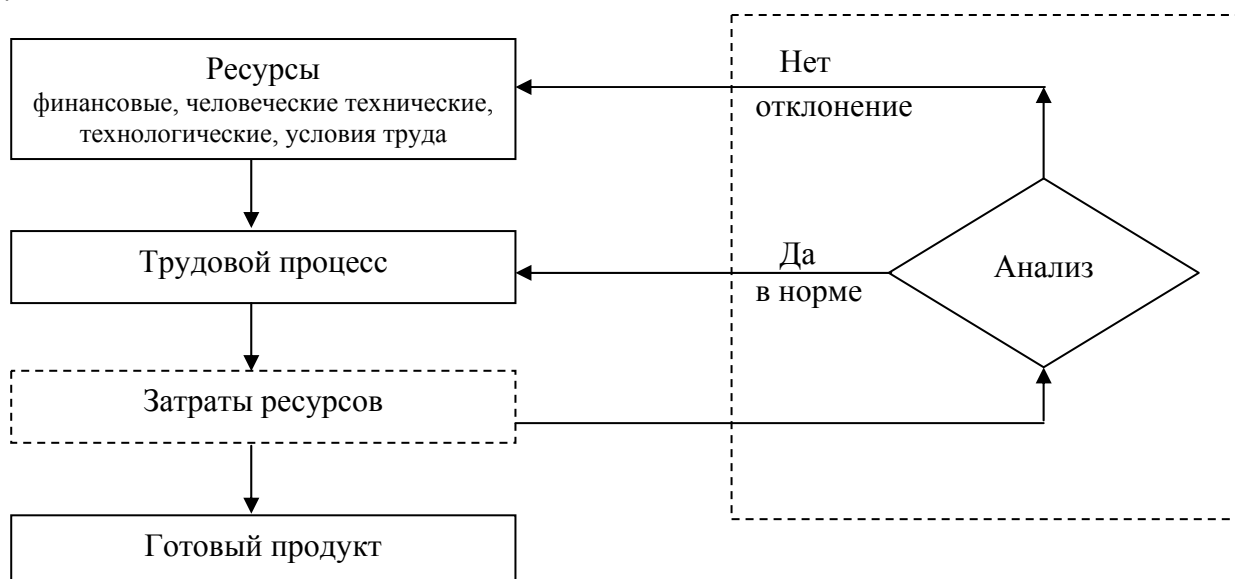 Ресурсы
финансовые, человеческие технические,
технологические, условия труда
Нет
отклонение
Трудовой процесс
Да
в норме
Анализ
Затраты ресурсов
Готовый продукт